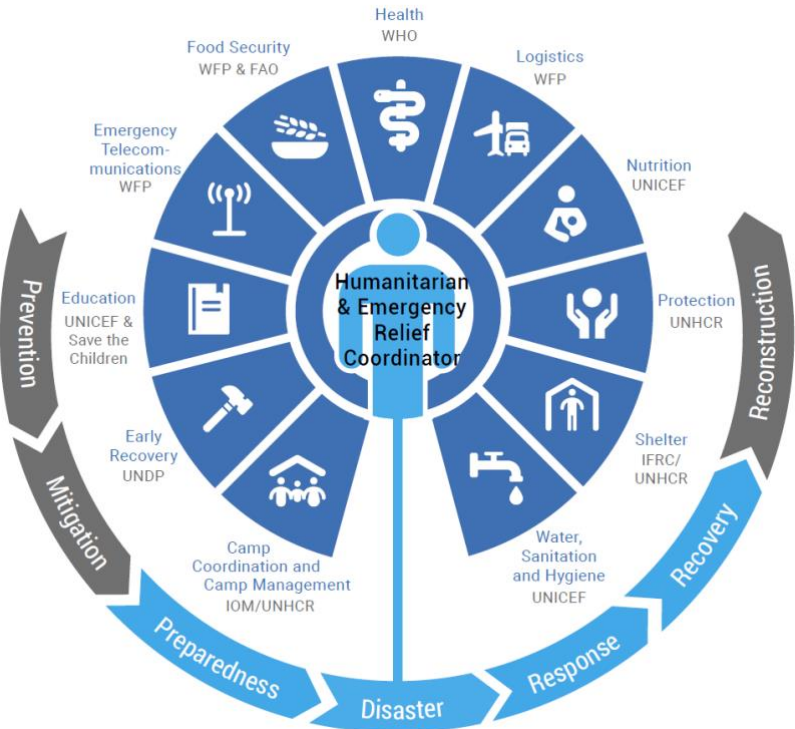 Health
WHO
Logistics
WFP
Nutrition
UNICEF
Protection
UNHCR
Shelter
IFRC/
UNHCR
Water,
Sanitation
and Hygiene
UNICEF
Camp
Coordination and
Camp Management
IOM/UNHCR
Early
Recovery
UNDP
Education
UNICEF &
Save the
Children
Emergency
Telecom-
munications
WFP
Food Security
WFP & FAO
Humanitarian
& Emergency
Relief
Coordinator
Prevention
Mitigation
Preparedness
Disaster
Response
Recovery
Reconstruction